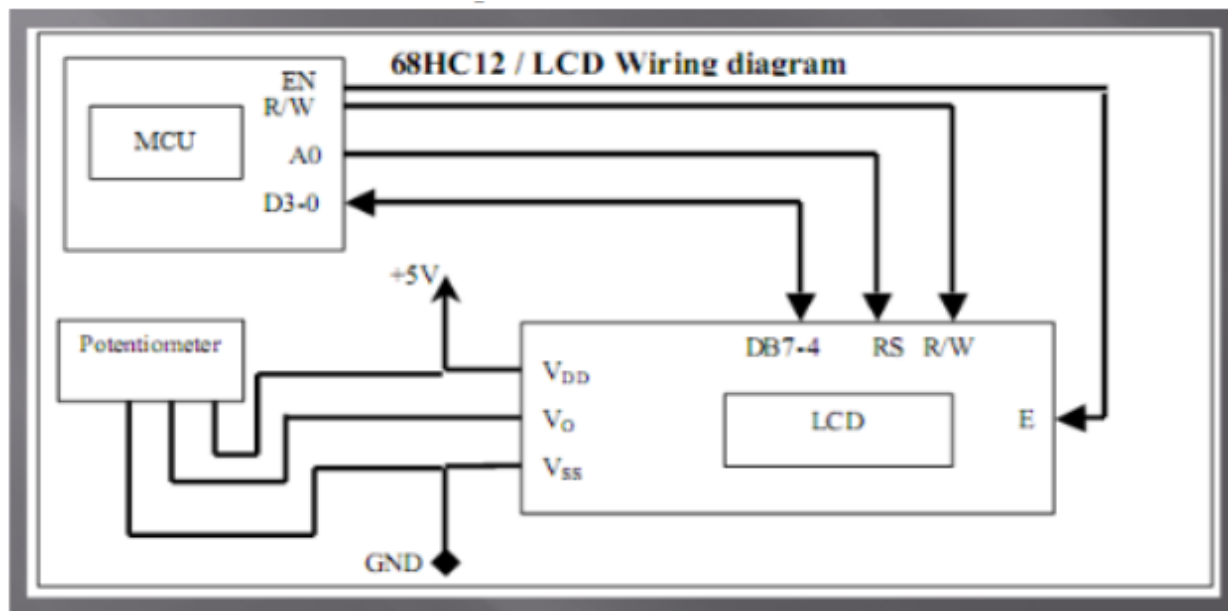 68HC12 / LCD Wiring diagram
EN
R/W
MCU
A0
D3-0
+5V
Potentiometer
DB7-4 RS R/W
VDD
VO
LCD
E
VSS
GND